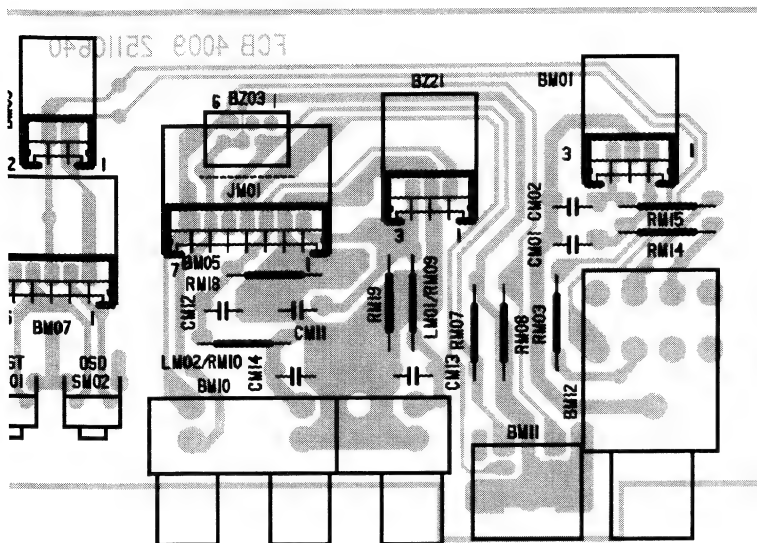 FCB 4009 25110640
BZ21
BM01
6 BZ03 1
3 1
2 1
JM01
CM02
RM15
3 1
CM01
RM14
7 BM05 1
RM18
CM12
CM11
RM19
LM01/RM09
RM07
RM08
RM03
BM07
1
LM02/RM10
CM14
CM13
BM10
BM12
BM11
ST
01
OSD
SM02